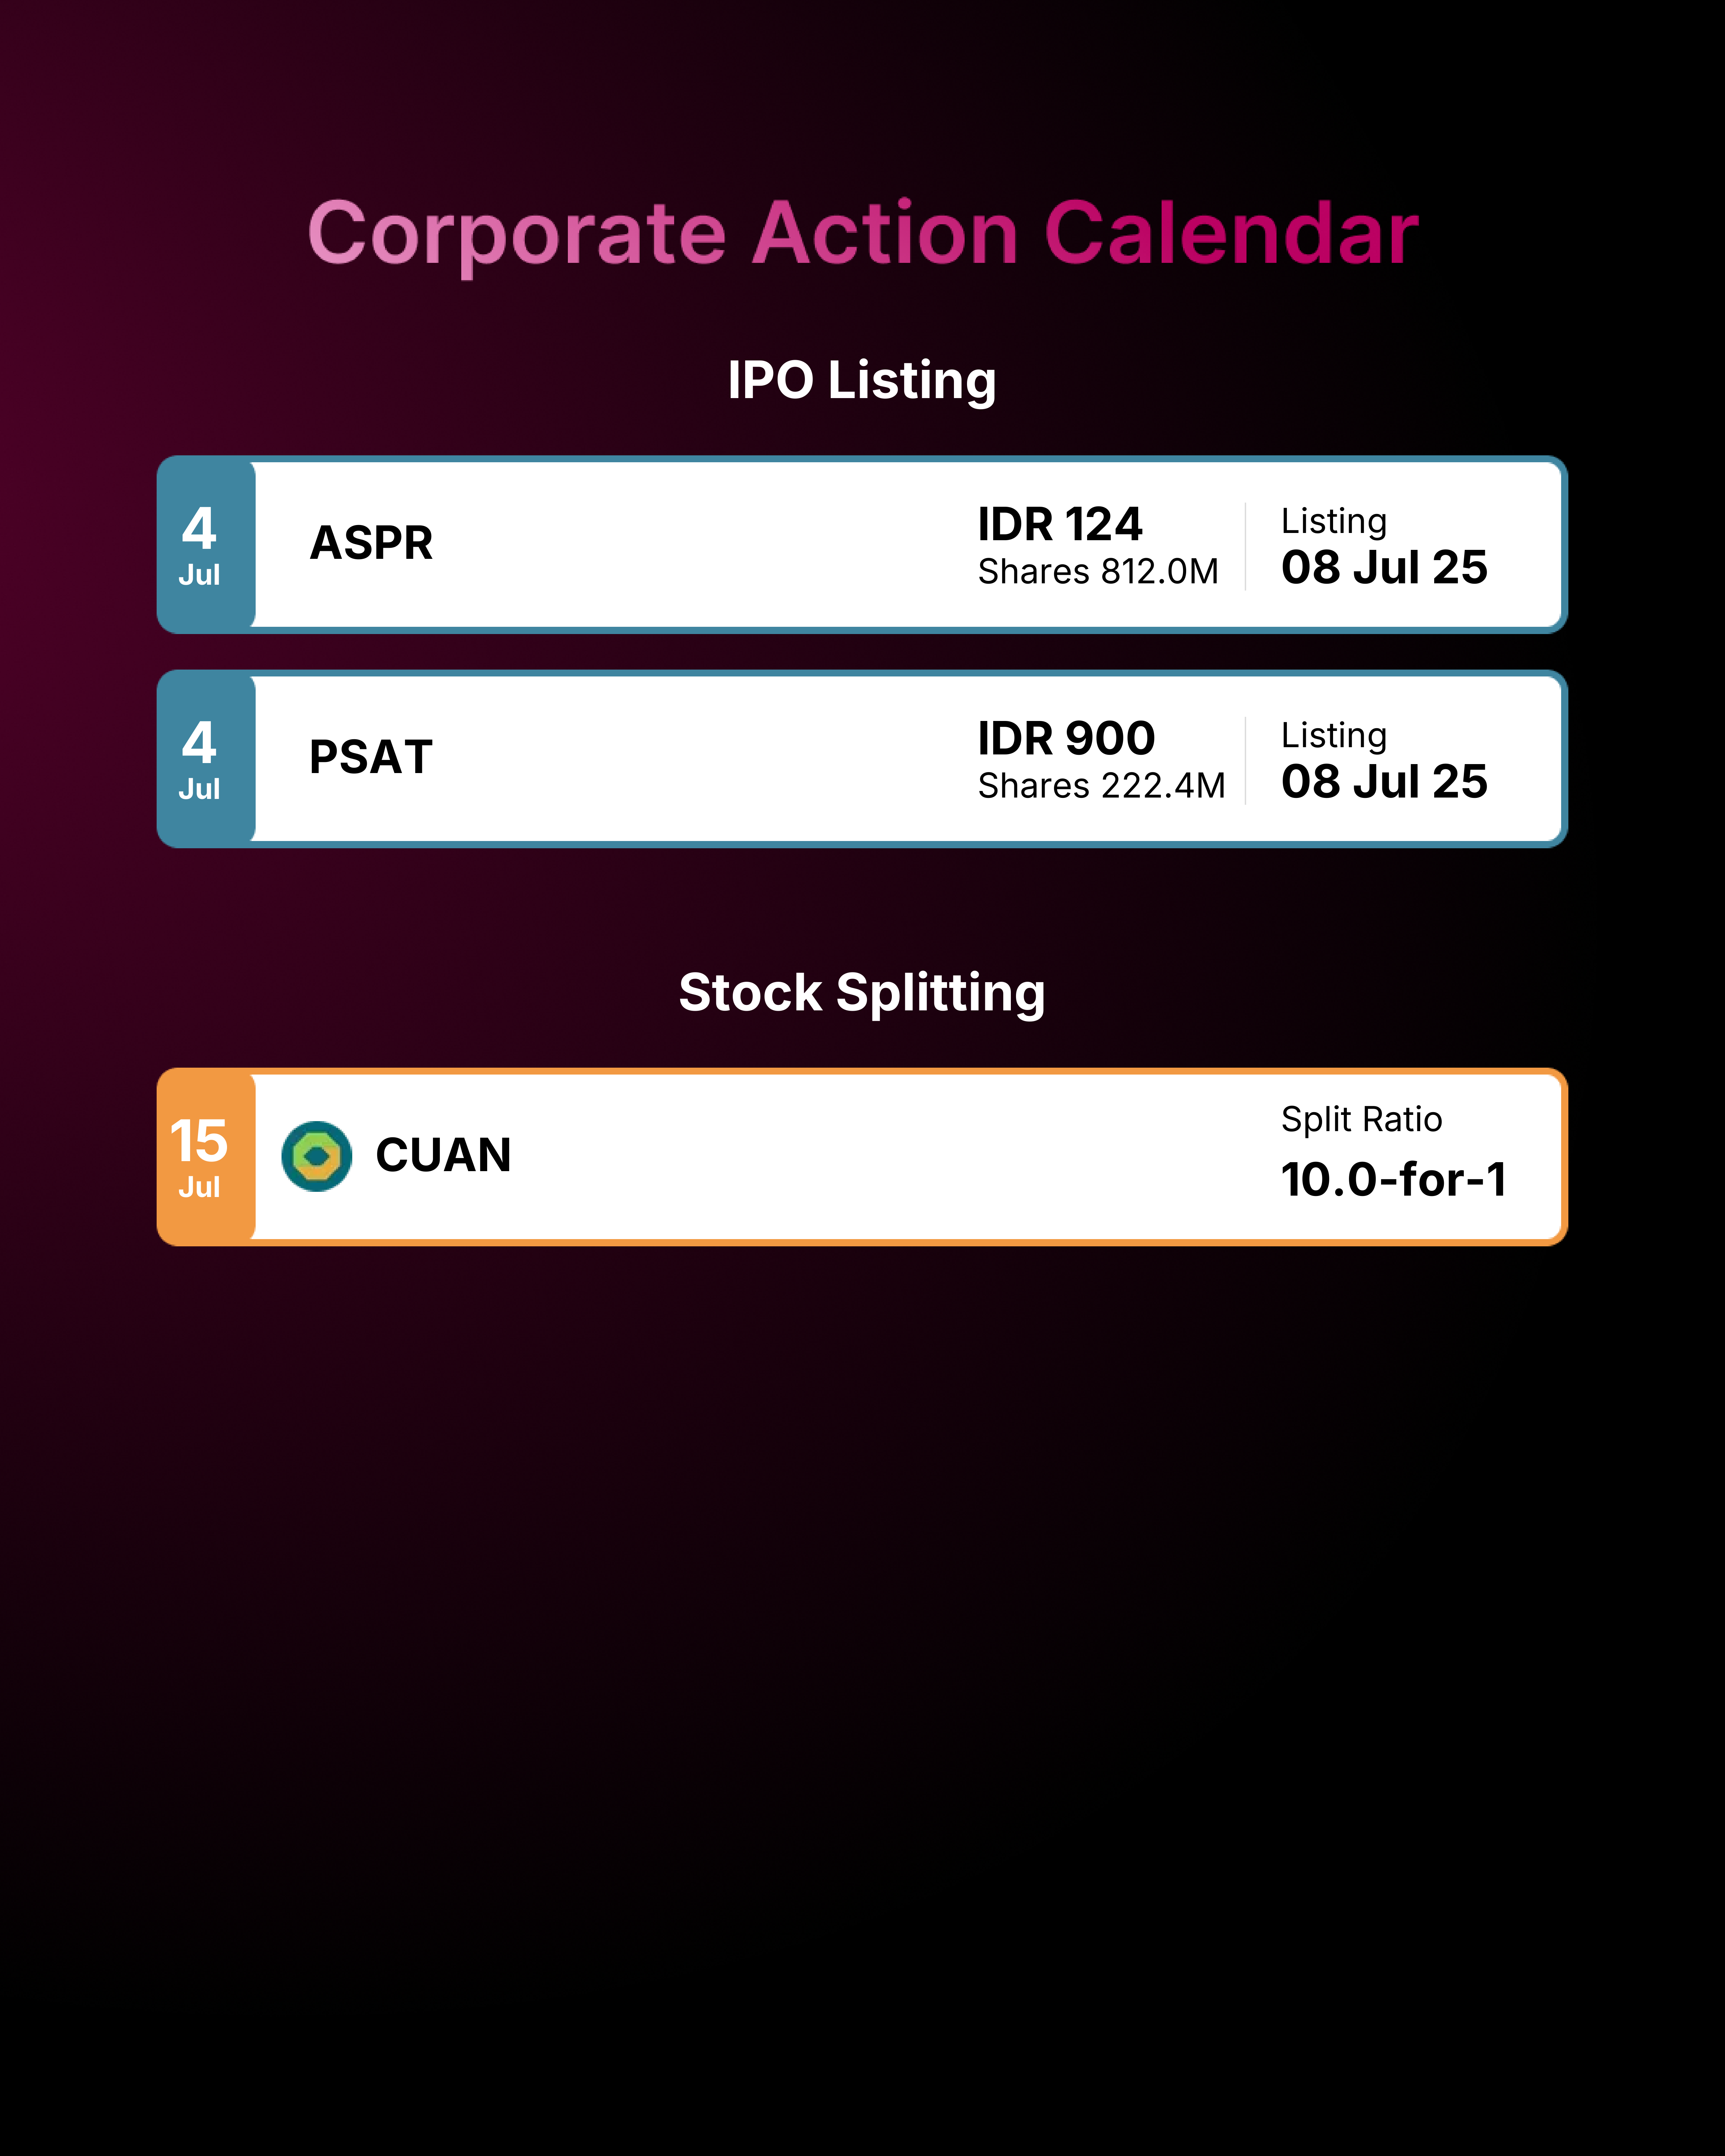 Corporate Action Calendar
IPO Listing
4
Jul
ASPR
IDR 124
Shares 812.0M
Listing
08 Jul 25
4
Jul
PSAT
IDR 900
Shares 222.4M
Listing
08 Jul 25
Stock Splitting
15
Jul
CUAN
Split Ratio
10.0-for-1